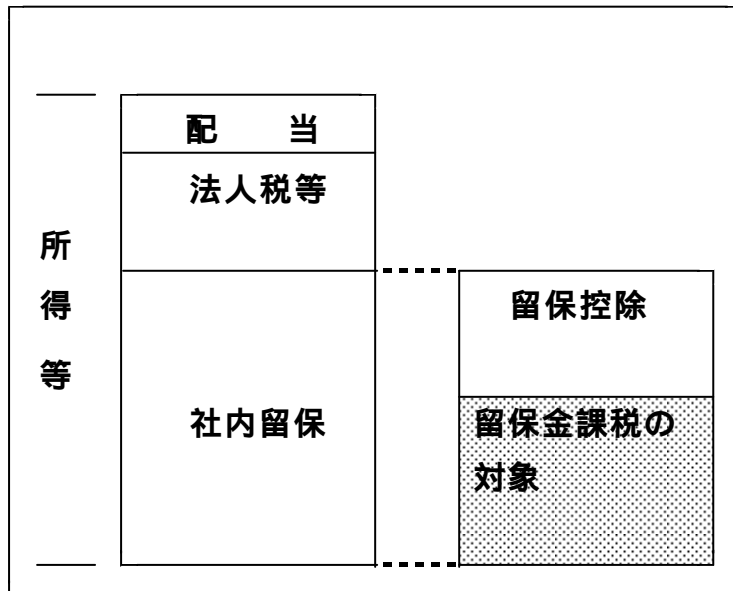 配　当
法人税等
所得等
留保控除
社内留保
留保金課税の
対象